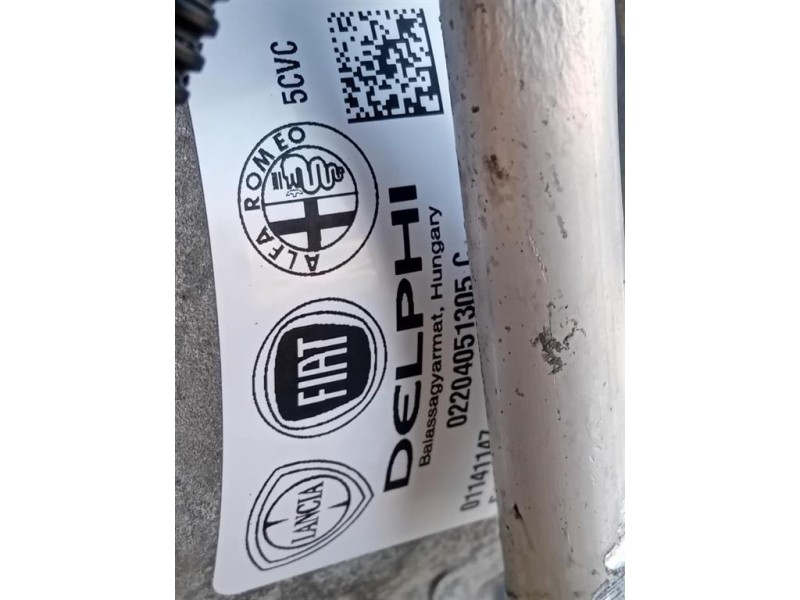 LANCIA
FIAT
ALFA ROMEO
5CVC
DELPHI
Balassagyarmat, Hungary
02204051305 C
01141147